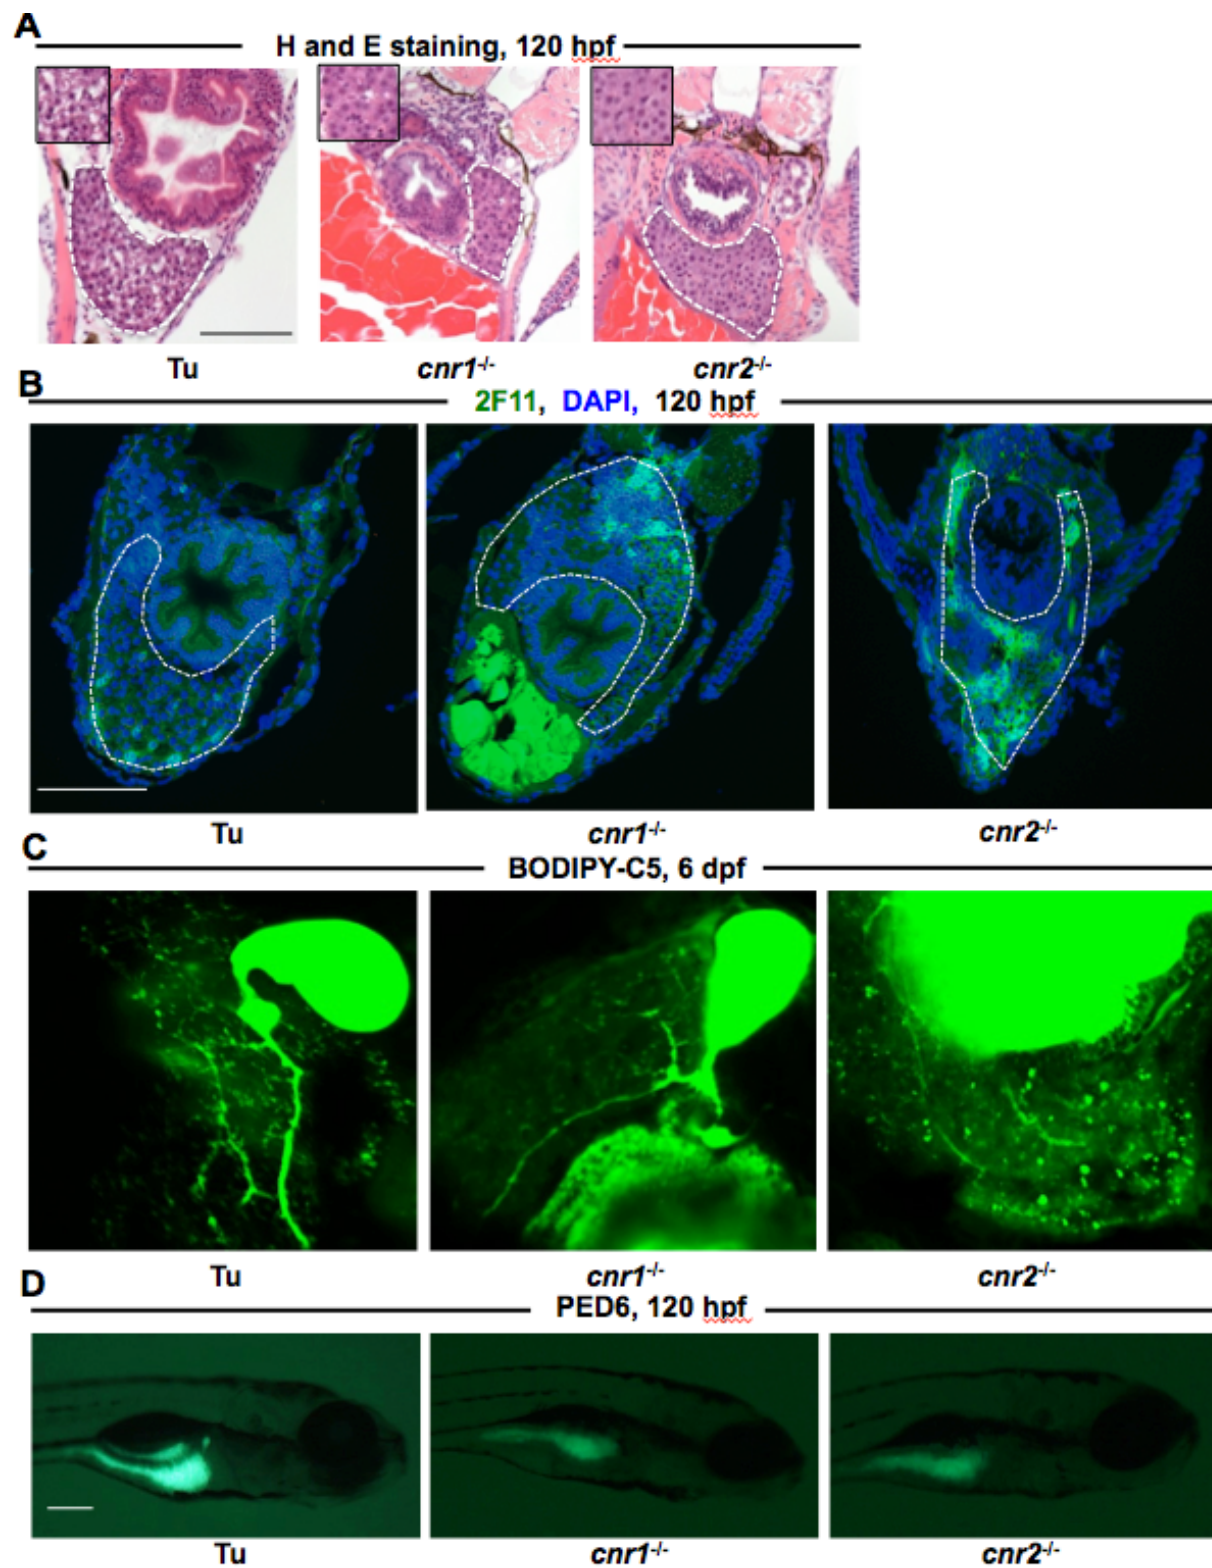 A
H and E staining, 120 hpf
Tu cnr1-/- cnr2-/-
B
2F11, DAPI, 120 hpf
Tu cnr1-/- cnr2-/-
C
BODIPY-C5, 6 dpf
Tu cnr1-/- cnr2-/-
D
PED6, 120 hpf
Tu cnr1-/- cnr2-/-